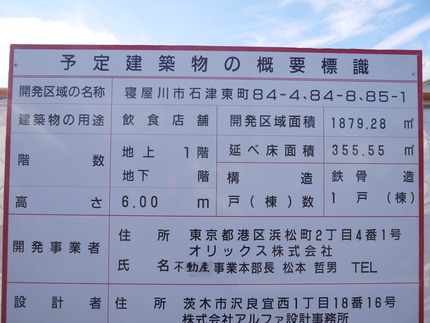 予定建築物の概要標識
開発区域の名称 寝屋川市石津東町84-4、84-8、85-1
建築物の用途 飲食店舗 開発区域面積 1879.28 ㎡
階数 地上 1階 延べ床面積 355.55 ㎡
地下 階 構造 鉄骨造
高さ 6.00 m 戸(棟)数 1戸(棟)
開発事業者 住所 東京都港区浜松町2丁目4番1号
オリックス株式会社
氏名 不動産 事業本部長 松本 哲男 TEL
設計者 住所 茨木市沢良宜西1丁目18番16号
株式会社アルファ設計事務所